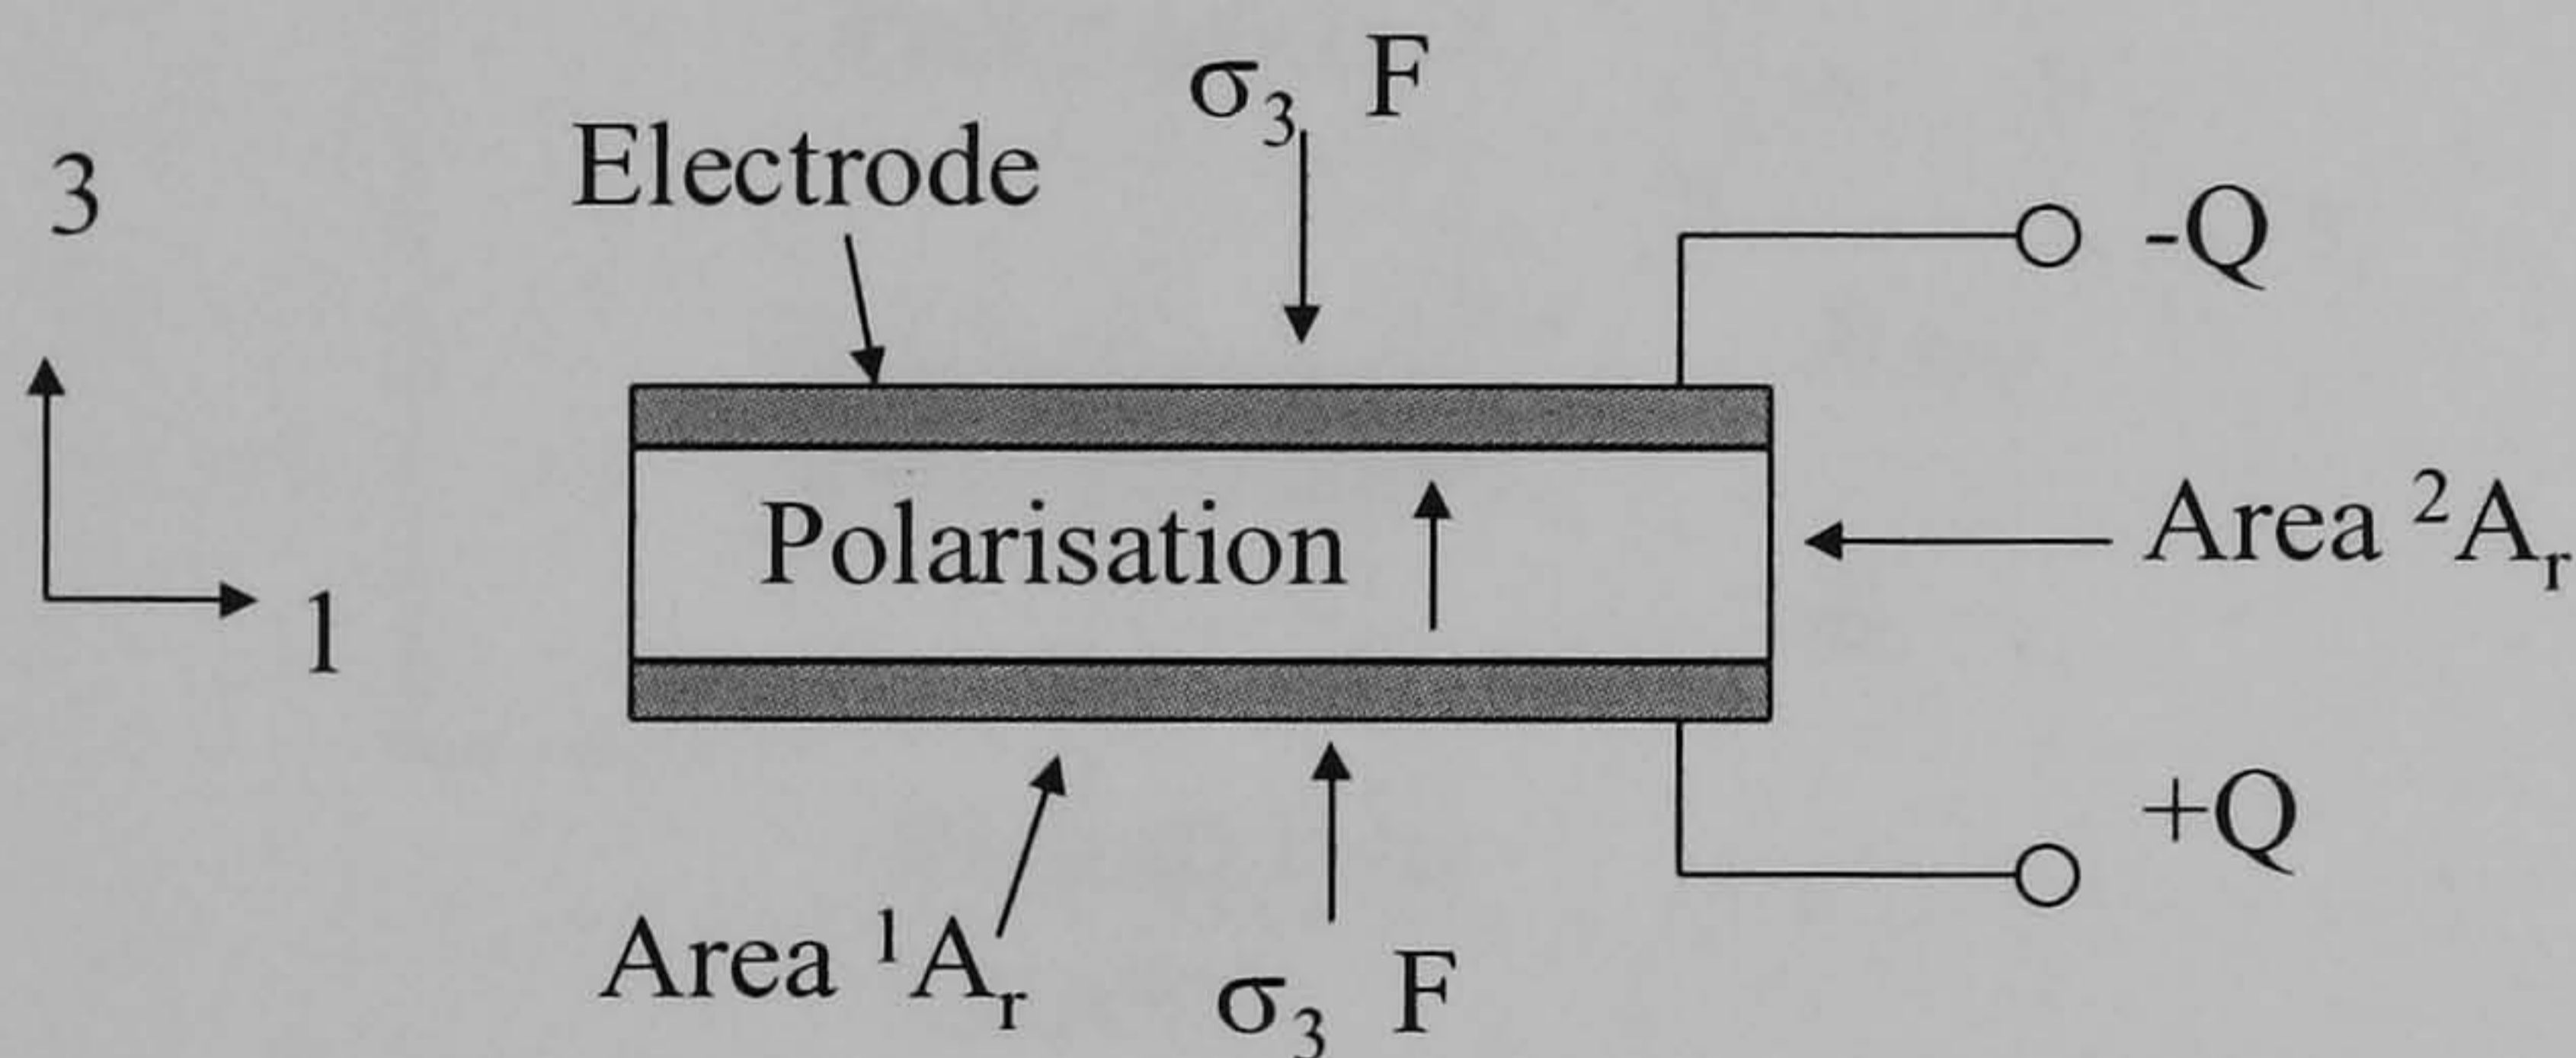 σ₃ F
Electrode
3
-Q
Polarisation
Area ²Aᵣ
1
+Q
Area ¹Aᵣ
σ₃ F